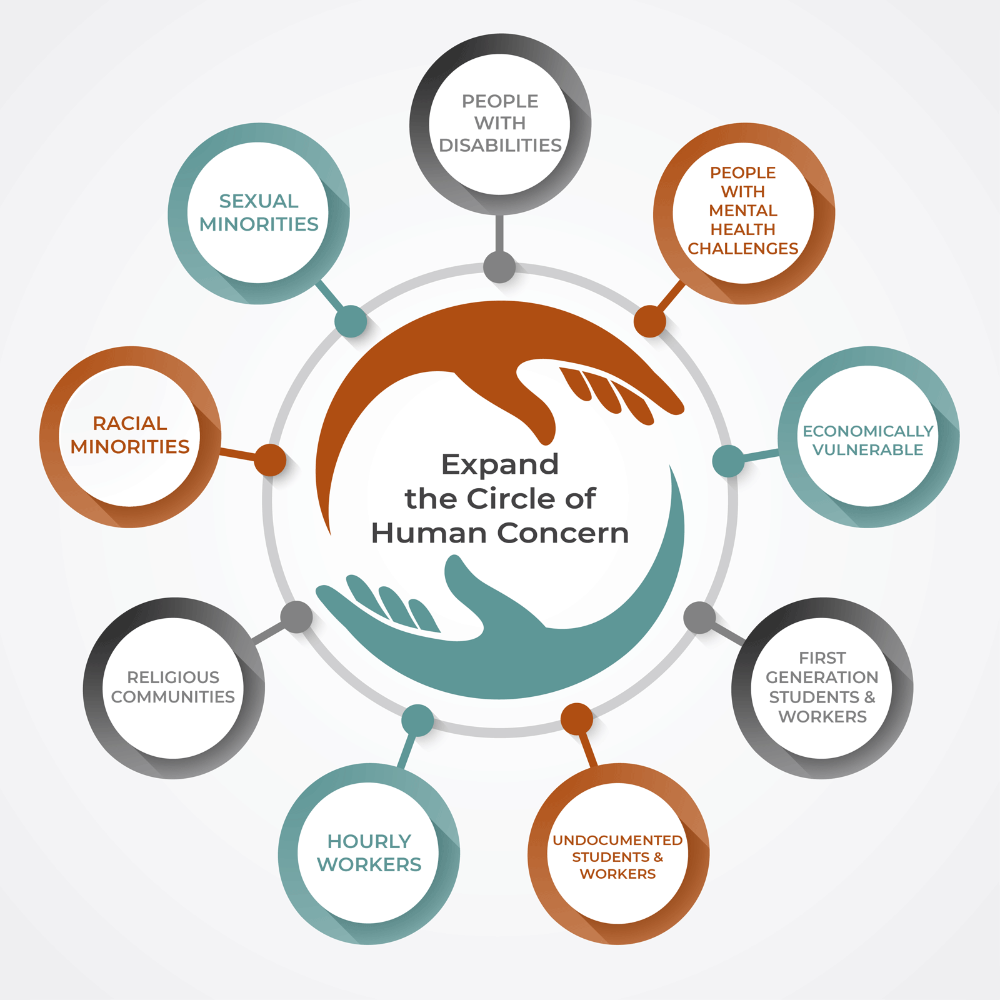 PEOPLE
WITH
DISABILITIES
PEOPLE
WITH
MENTAL
HEALTH
CHALLENGES
ECONOMICALLY
VULNERABLE
FIRST
GENERATION
STUDENTS &
WORKERS
UNDOCUMENTED
STUDENTS &
WORKERS
HOURLY
WORKERS
RELIGIOUS
COMMUNITIES
RACIAL
MINORITIES
SEXUAL
MINORITIES
Expand
the Circle of
Human Concern